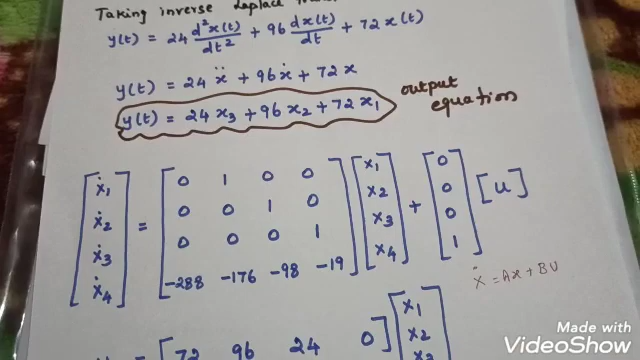 Taking inverse Laplace
y(t) = 24 d²x(t)/dt² + 96 dx(t)/dt + 72 x(t)
y(t) = 24 ẍ + 96 ẋ + 72 x
y(t) = 24 x₃ + 96 x₂ + 72 x₁ output equation
[ẋ₁ ẋ₂ ẋ₃ ẋ₄] = [0 1 0 0
0 0 1 0
0 0 0 1
-288 -176 -98 -19] [x₁ x₂ x₃ x₄] + [0 0 0 1] [u]
Ẋ = AX + BU
= [72 96 24 0] [x₁ x₂ x₃
Made with
VideoShow